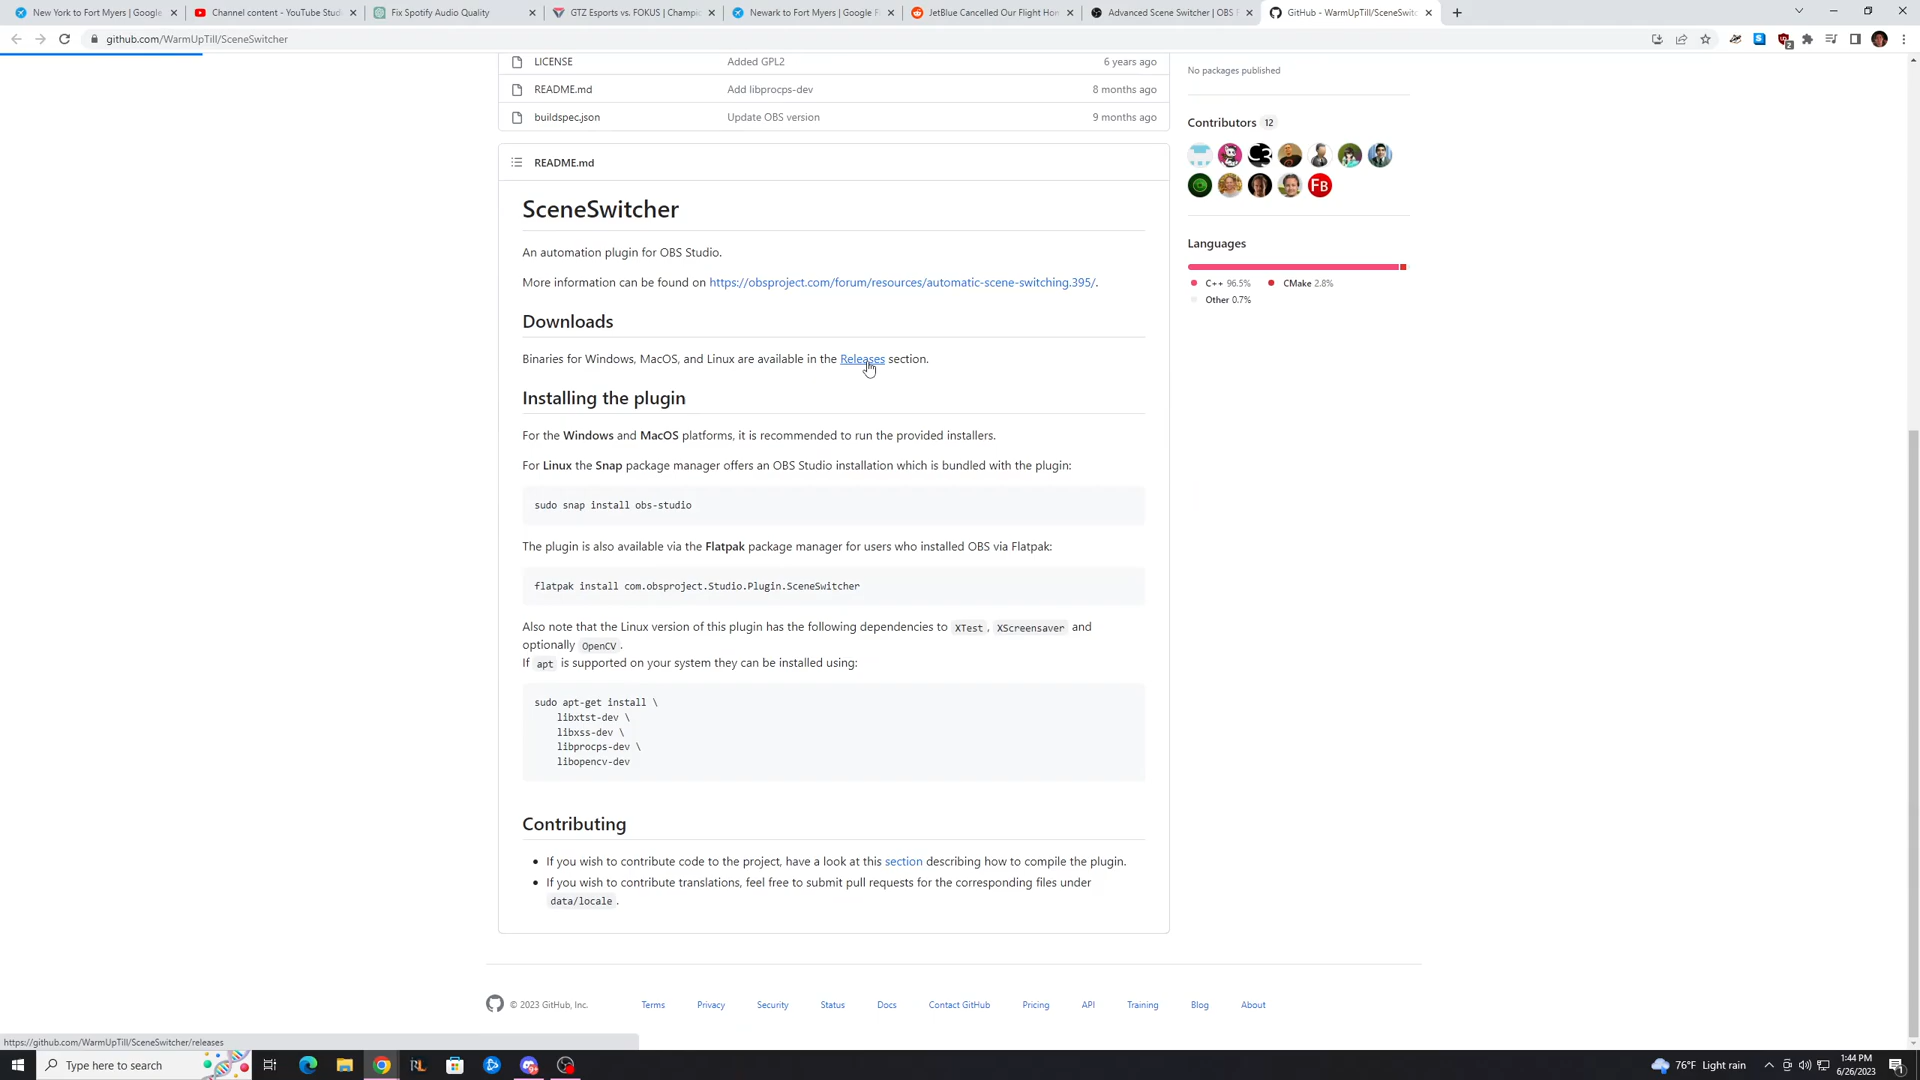 New York to Fort Myers | Google
Channel content - YouTube Stud
Fix Spotify Audio Quality
GTZ Esports vs. FOKUS | Champio
Newark to Fort Myers | Google F
JetBlue Cancelled Our Flight Hom
Advanced Scene Switcher | OBS F
GitHub - WarmUpTill/SceneSwitc
github.com/WarmUpTill/SceneSwitcher
2
LICENSE Added GPL2 6 years ago
README.md Add libprocps-dev 8 months ago
buildspec.json Update OBS version 9 months ago
README.md
SceneSwitcher
An automation plugin for OBS Studio.
More information can be found on https://obsproject.com/forum/resources/automatic-scene-switching.395/.
Downloads
Binaries for Windows, MacOS, and Linux are available in the Releases section.
Installing the plugin
For the Windows and MacOS platforms, it is recommended to run the provided installers.
For Linux the Snap package manager offers an OBS Studio installation which is bundled with the plugin:
sudo snap install obs-studio
The plugin is also available via the Flatpak package manager for users who installed OBS via Flatpak:
flatpak install com.obsproject.Studio.Plugin.SceneSwitcher
Also note that the Linux version of this plugin has the following dependencies to XTest, XScreensaver and
optionally OpenCV.
If apt is supported on your system they can be installed using:
sudo apt-get install \
libxtst-dev \
libxss-dev \
libprocps-dev \
libopencv-dev
Contributing
If you wish to contribute code to the project, have a look at this section describing how to compile the plugin.
If you wish to contribute translations, feel free to submit pull requests for the corresponding files under
data/locale .
No packages published
Contributors 12
FB
Languages
C++ 96.5% CMake 2.8%
Other 0.7%
© 2023 GitHub, Inc. Terms Privacy Security Status Docs Contact GitHub Pricing API Training Blog About
https://github.com/WarmUpTill/SceneSwitcher/releases
Type here to search
76°F Light rain
1:44 PM
6/26/2023